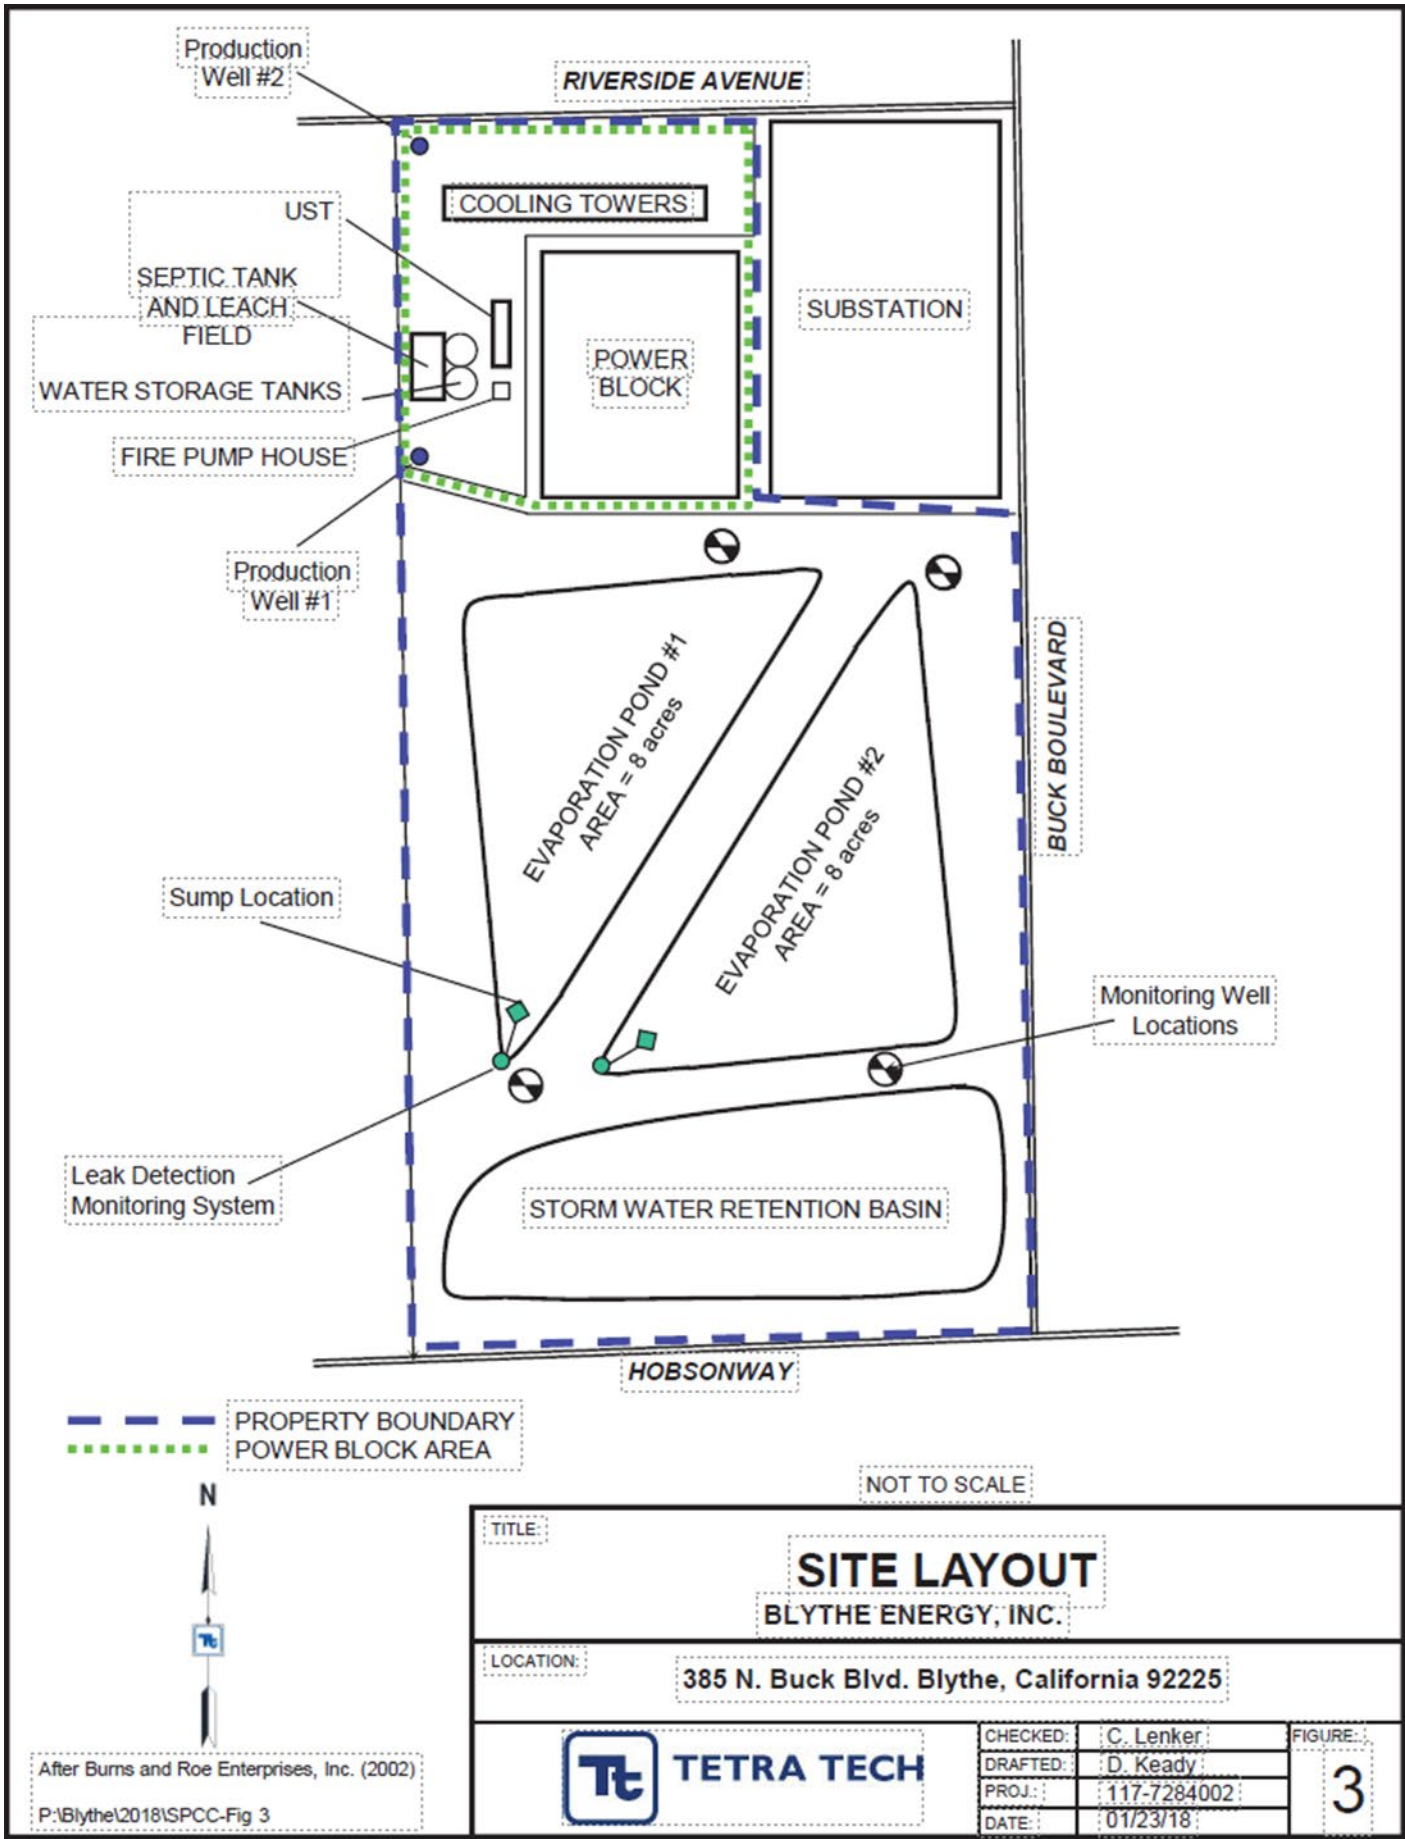 Production
Well #2
RIVERSIDE AVENUE
UST
COOLING TOWERS
SEPTIC TANK
AND LEACH
FIELD
SUBSTATION
POWER
BLOCK
WATER STORAGE TANKS
FIRE PUMP HOUSE
Production
Well #1
EVAPORATION POND #1
AREA = 8 acres
EVAPORATION POND #2
AREA = 8 acres
BUCK BOULEVARD
Sump Location
Monitoring Well
Locations
Leak Detection
Monitoring System
STORM WATER RETENTION BASIN
HOBSONWAY
PROPERTY BOUNDARY
POWER BLOCK AREA
N
Tt
After Burns and Roe Enterprises, Inc. (2002)
P:\Blythe\2018\SPCC-Fig 3
NOT TO SCALE
TITLE:
SITE LAYOUT
BLYTHE ENERGY, INC.
LOCATION:
385 N. Buck Blvd. Blythe, California 92225
Tt TETRA TECH
CHECKED: C. Lenker
DRAFTED: D. Keady
PROJ.: 117-7284002
DATE: 01/23/18
FIGURE:
3